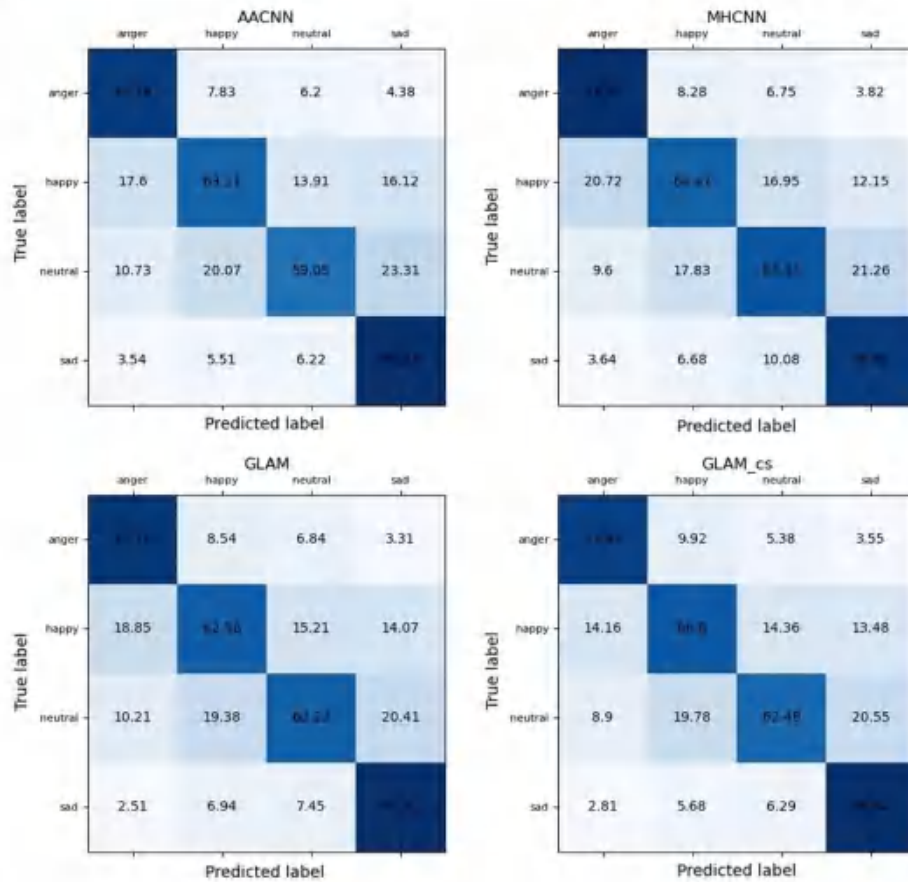 AACNN
anger happy neutral sad
anger 7.83 6.2 4.38
happy 17.6 13.91 16.12
neutral 10.73 20.07 59.05 23.31
sad 3.54 5.51 6.22
True label
Predicted label
MHCNN
anger happy neutral sad
anger 8.28 6.75 3.82
happy 20.72 16.95 12.15
neutral 9.6 17.83 21.26
sad 3.64 6.68 10.08
True label
Predicted label
GLAM
anger happy neutral sad
anger 8.54 6.84 3.31
happy 18.85 15.21 14.07
neutral 10.21 19.38 20.41
sad 2.51 6.94 7.45
True label
Predicted label
GLAM_cs
anger happy neutral sad
anger 9.92 5.38 3.55
happy 14.16 14.36 13.48
neutral 8.9 19.78 62.48 20.55
sad 2.81 5.68 6.29
True label
Predicted label